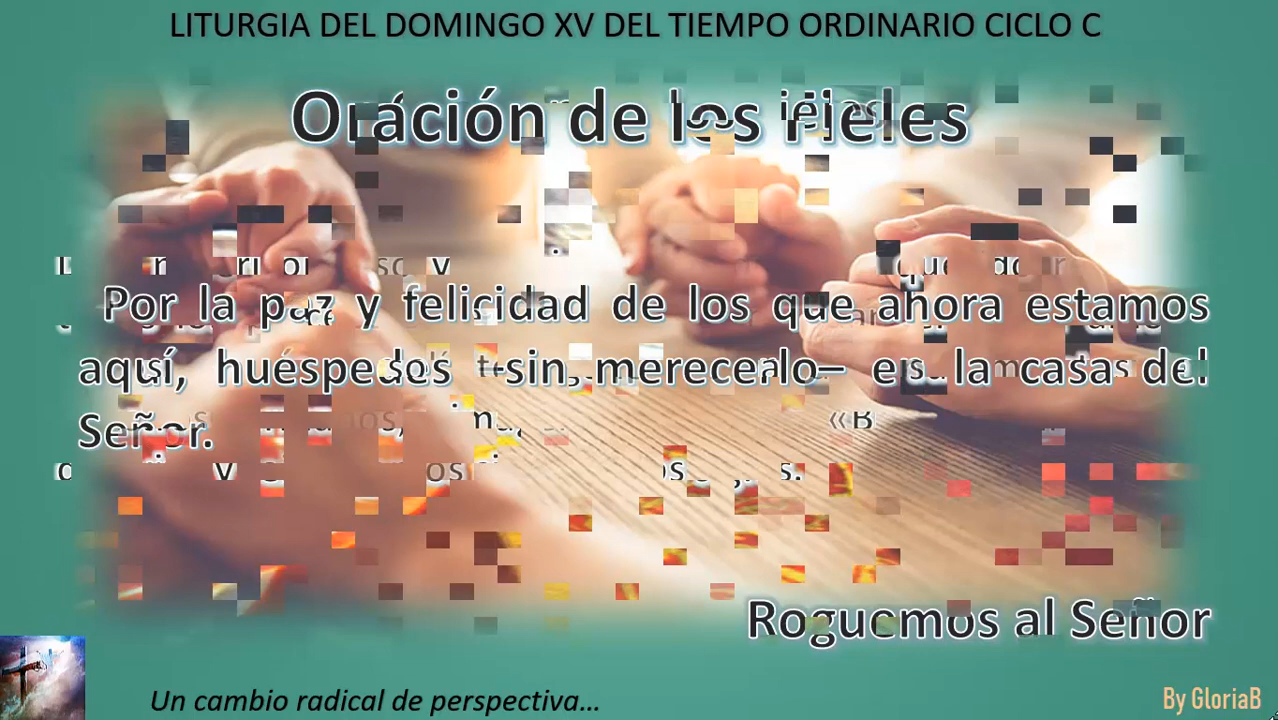 LITURGIA DEL DOMINGO XV DEL TIEMPO ORDINARIO CICLO C
Oración de los fieles
Por la paz y felicidad de los que ahora estamos
aquí, huéspedes –sin merecerlo– en la casas del
Señor.
Roguemos al Señor
Un cambio radical de perspectiva...
By GloriaB